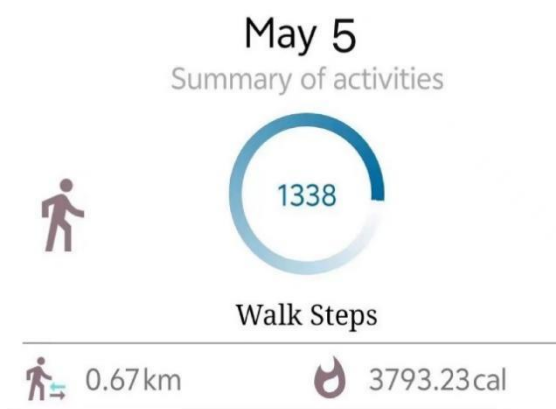 May 5
Summary of activities
1338
Walk Steps
0.67km
3793.23cal